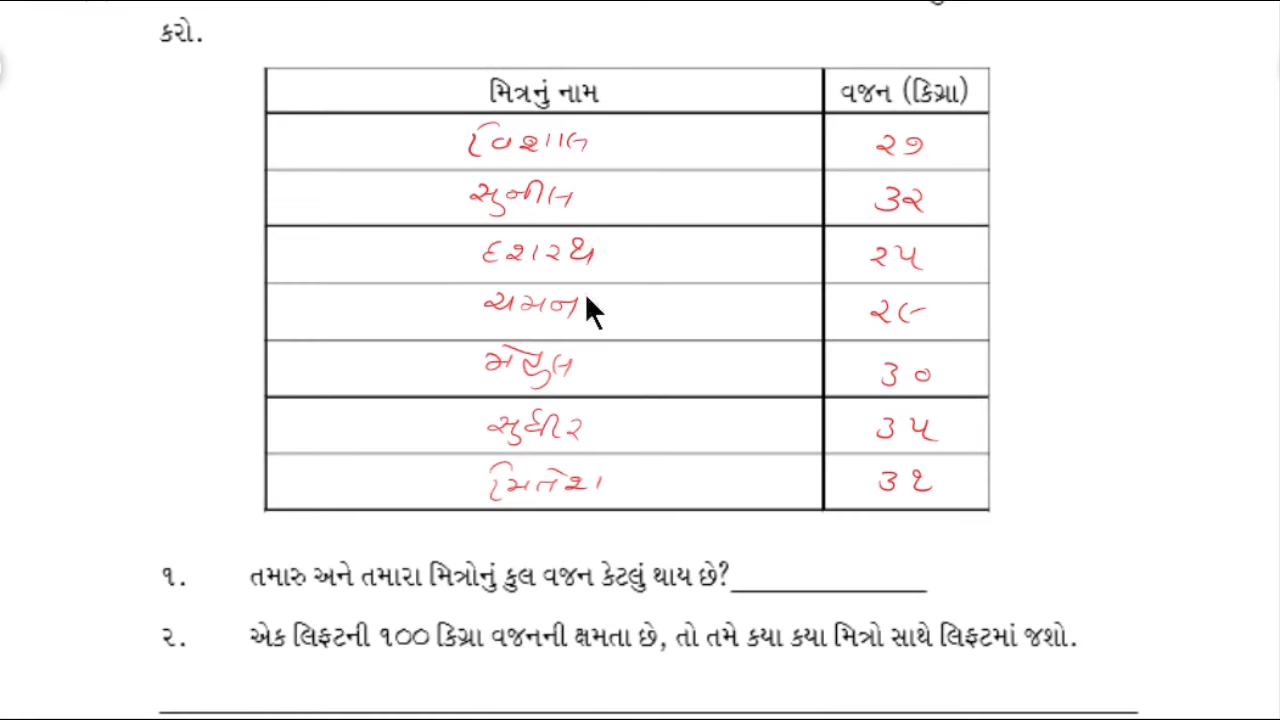 કરો.
મિત્રનું નામ વજન (કિગ્રા)
વિશાલ ૨૭
સુનીલ ૩૨
દશરથ ૨૫
ચમન ૨૯
મેહુલ ૩૦
સુધીર ૩૫
મિતેશ ૩૧
૧. તમારુ અને તમારા મિત્રોનું કુલ વજન કેટલું થાય છે?
૨. એક લિફ્ટની ૧૦૦ કિગ્રા વજનની ક્ષમતા છે, તો તમે કયા કયા મિત્રો સાથે લિફ્ટમાં જશો.